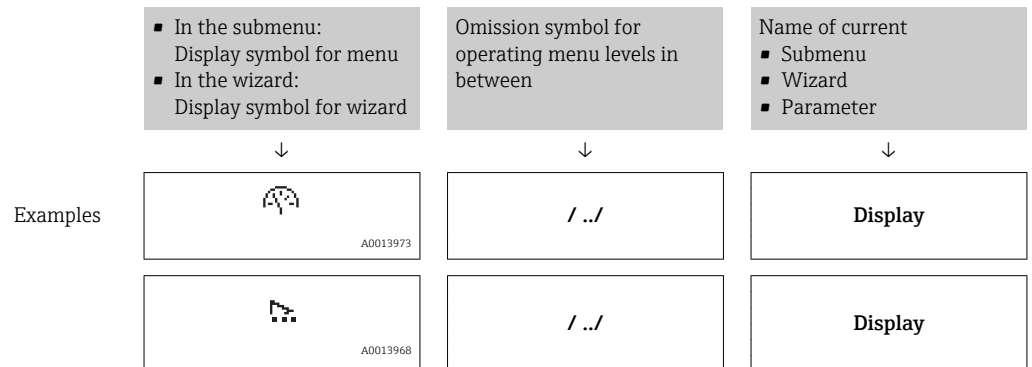 ▪ In the submenu:
Display symbol for menu
▪ In the wizard:
Display symbol for wizard
Omission symbol for
operating menu levels in
between
Name of current
▪ Submenu
▪ Wizard
▪ Parameter
↓ ↓ ↓
Examples
A0013973
/ ../
Display
A0013968
/ ../
Display